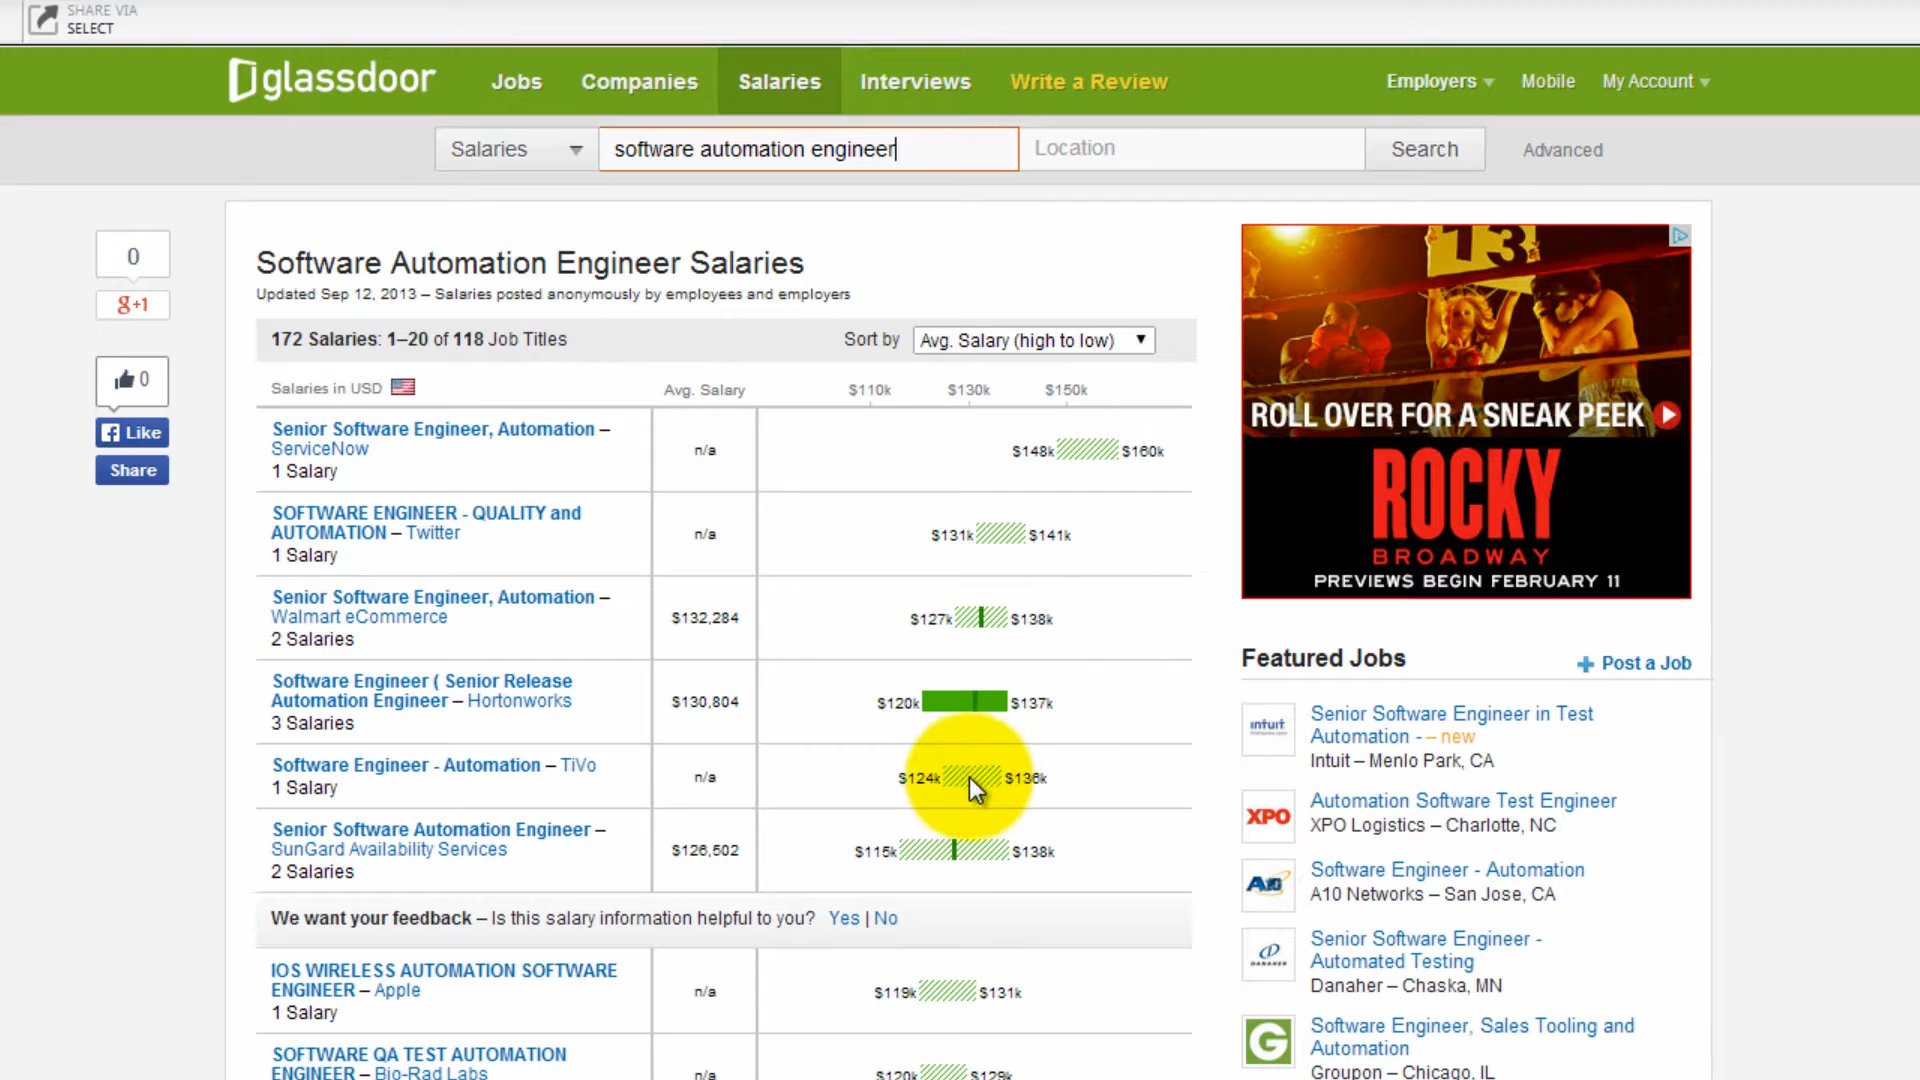 SHARE VIA
SELECT
glassdoor Jobs Companies Salaries Interviews Write a Review Employers Mobile My Account
Salaries software automation engineer Location Search Advanced
0
g+1
0
Like
Share
Software Automation Engineer Salaries
Updated Sep 12, 2013 – Salaries posted anonymously by employees and employers
172 Salaries: 1–20 of 118 Job Titles Sort by Avg. Salary (high to low)
Salaries in USD Avg. Salary $110k $130k $150k
Senior Software Engineer, Automation –
ServiceNow
1 Salary
n/a
$148k $160k
SOFTWARE ENGINEER - QUALITY and
AUTOMATION – Twitter
1 Salary
n/a
$131k $141k
Senior Software Engineer, Automation –
Walmart eCommerce
2 Salaries
$132,284
$127k $138k
Software Engineer ( Senior Release
Automation Engineer – Hortonworks
3 Salaries
$130,804
$120k $137k
Software Engineer - Automation – TiVo
1 Salary
n/a
$124k $136k
Senior Software Automation Engineer –
SunGard Availability Services
2 Salaries
$126,502
$115k $138k
We want your feedback – Is this salary information helpful to you? Yes | No
IOS WIRELESS AUTOMATION SOFTWARE
ENGINEER – Apple
1 Salary
n/a
$119k $131k
SOFTWARE QA TEST AUTOMATION
ENGINEER – Bio-Rad Labs
n/a
$120k $129k
13
ROLL OVER FOR A SNEAK PEEK
ROCKY
BROADWAY
PREVIEWS BEGIN FEBRUARY 11
Featured Jobs + Post a Job
intuit
Senior Software Engineer in Test
Automation - – new
Intuit – Menlo Park, CA
XPO
Automation Software Test Engineer
XPO Logistics – Charlotte, NC
A10
Software Engineer - Automation
A10 Networks – San Jose, CA
DANAHER
Senior Software Engineer -
Automated Testing
Danaher – Chaska, MN
G
Software Engineer, Sales Tooling and
Automation
Groupon – Chicago, IL